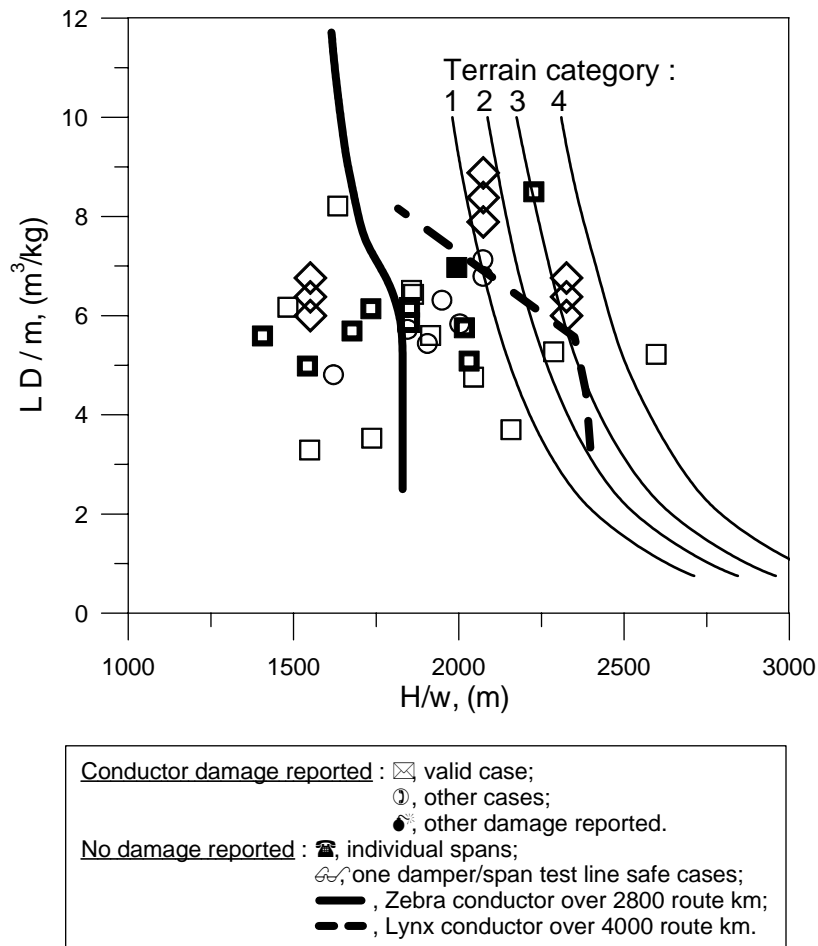 12
10
8
6
4
2
0
L D / m, (m³/kg)
Terrain category :
1 2 3 4
1000 1500 2000 2500 3000
H/w, (m)
Conductor damage reported : ✉, valid case;
✆, other cases;
💣, other damage reported.
No damage reported : ☎, individual spans;
👓, one damper/span test line safe cases;
, Zebra conductor over 2800 route km;
, Lynx conductor over 4000 route km.